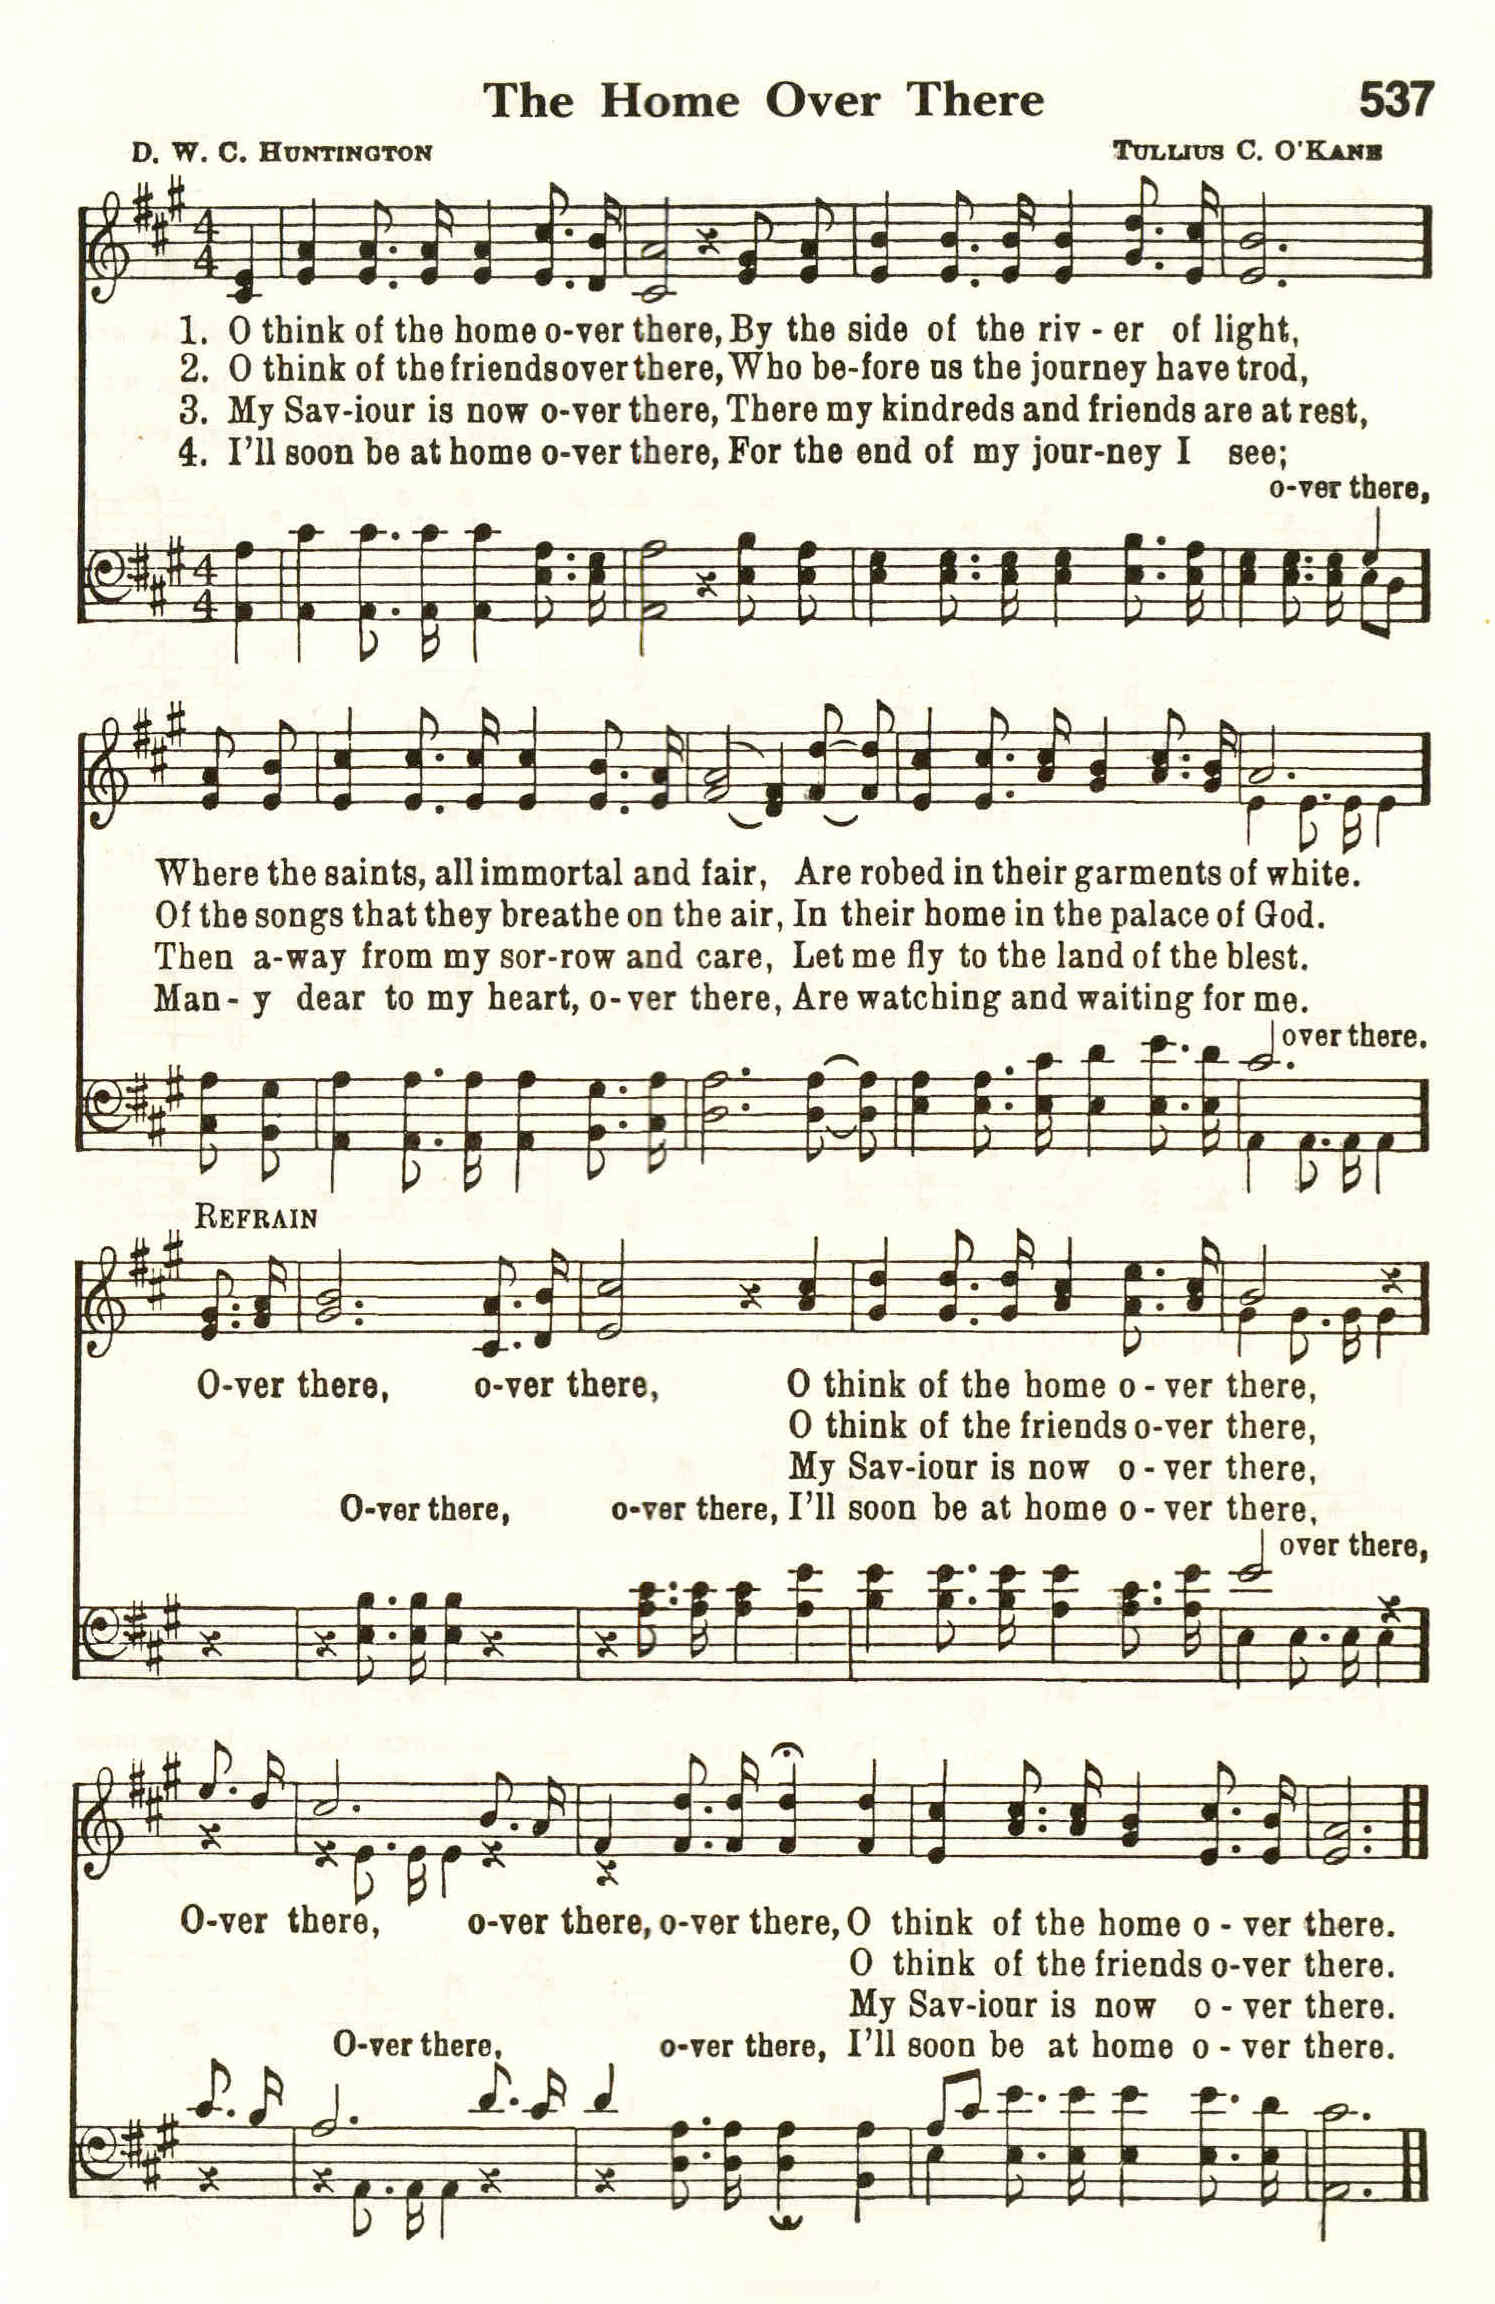 The Home Over There 537
D. W. C. Huntington Tullius C. O'Kane
1. O think of the home o-ver there, By the side of the riv - er of light,
2. O think of the friends over there, Who be-fore us the journey have trod,
3. My Sav-iour is now o-ver there, There my kindreds and friends are at rest,
4. I'll soon be at home o-ver there, For the end of my jour-ney I see;
o-ver there,
Where the saints, all immortal and fair, Are robed in their garments of white.
Of the songs that they breathe on the air, In their home in the palace of God.
Then a-way from my sor-row and care, Let me fly to the land of the blest.
Man - y dear to my heart, o - ver there, Are watching and waiting for me.
over there.
Refrain
O-ver there, o-ver there, O think of the home o - ver there,
O think of the friends o-ver there,
My Sav-iour is now o - ver there,
O-ver there, o-ver there, I'll soon be at home o - ver there,
over there,
O-ver there, o-ver there, o-ver there, O think of the home o - ver there.
O think of the friends o-ver there.
My Sav-iour is now o - ver there.
O-ver there, o-ver there, I'll soon be at home o - ver there.